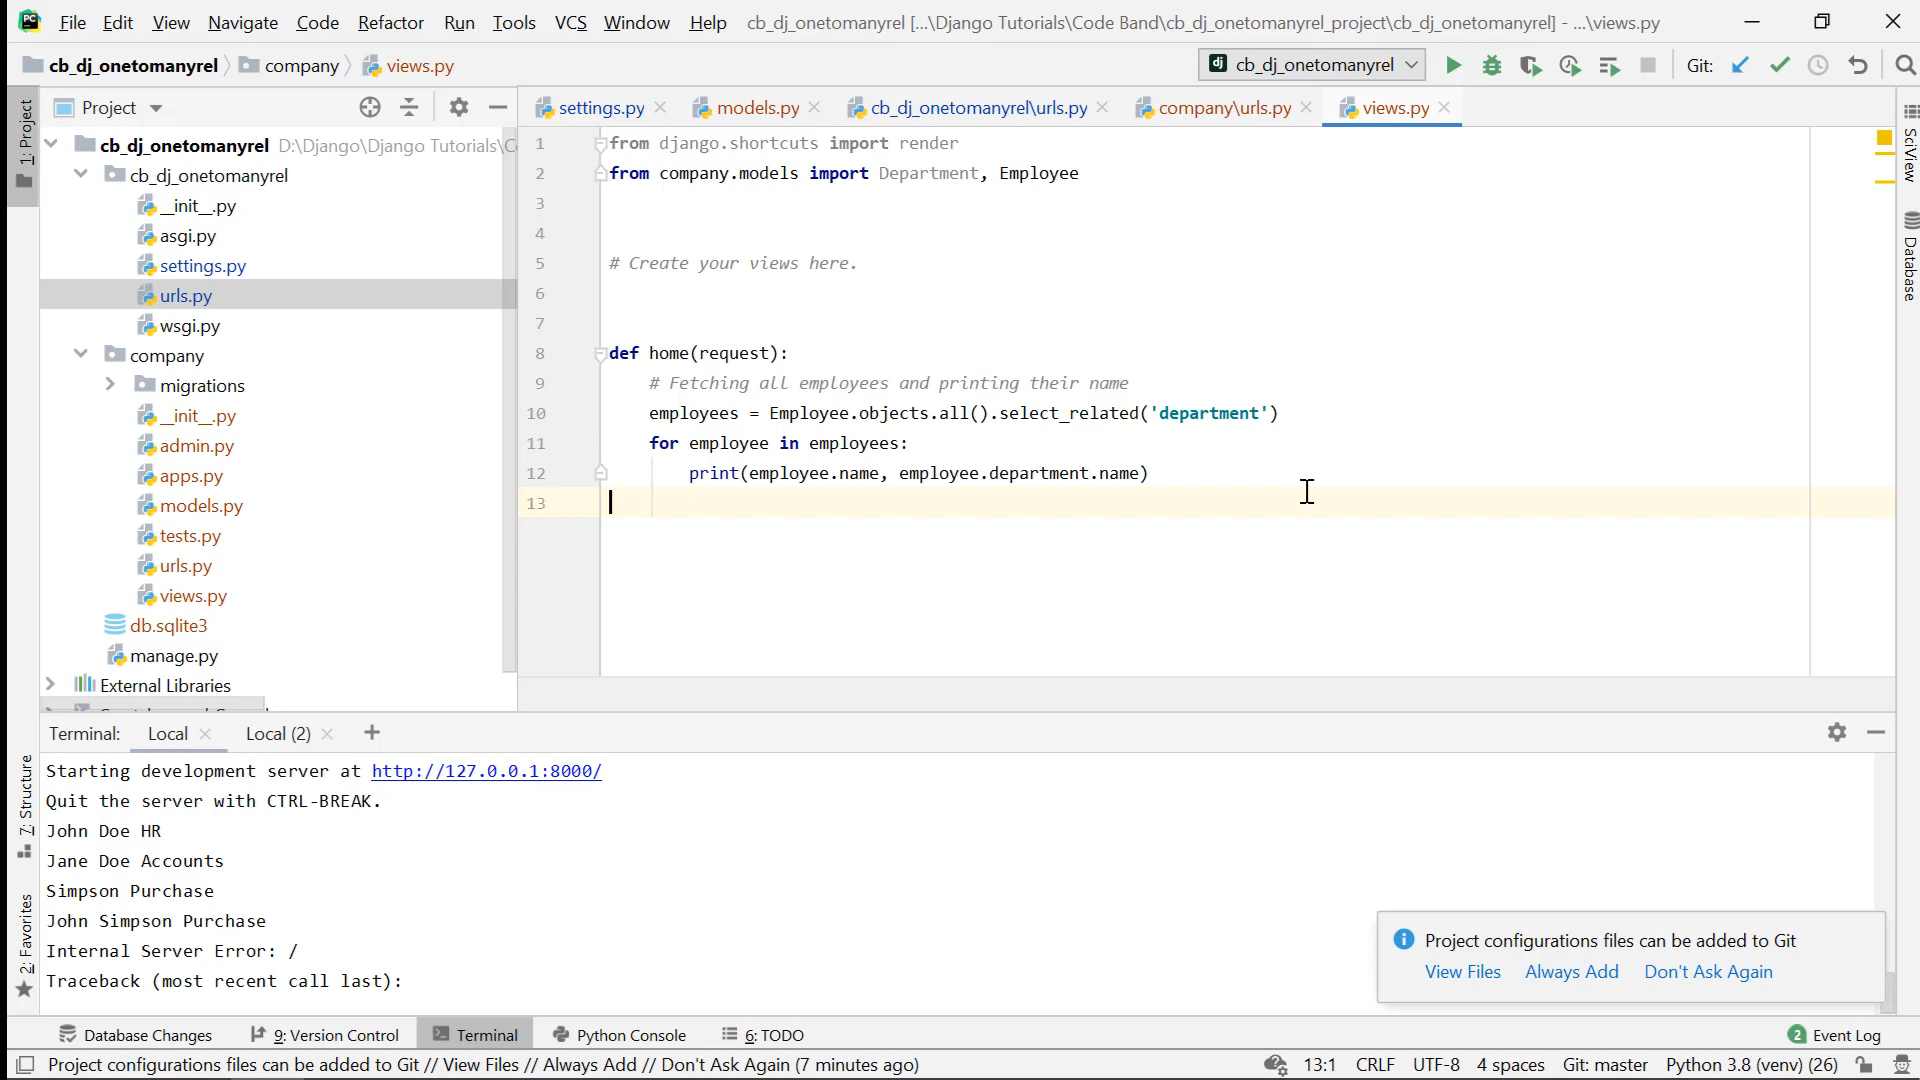 File Edit View Navigate Code Refactor Run Tools VCS Window Help cb_dj_onetomanyrel [...\Django Tutorials\Code Band\cb_dj_onetomanyrel_project\cb_dj_onetomanyrel] - ...\views.py
cb_dj_onetomanyrel company views.py cb_dj_onetomanyrel Git:
Project settings.py models.py cb_dj_onetomanyrel\urls.py company\urls.py views.py
1: Project
7: Structure
2: Favorites
SciView
Database
cb_dj_onetomanyrel D:\Django\Django Tutorials\C
cb_dj_onetomanyrel
__init__.py
asgi.py
settings.py
urls.py
wsgi.py
company
migrations
__init__.py
admin.py
apps.py
models.py
tests.py
urls.py
views.py
db.sqlite3
manage.py
External Libraries
1 from django.shortcuts import render
2 from company.models import Department, Employee
3
4
5 # Create your views here.
6
7
8 def home(request):
9 # Fetching all employees and printing their name
10 employees = Employee.objects.all().select_related('department')
11 for employee in employees:
12 print(employee.name, employee.department.name)
13
Terminal: Local Local (2)
Starting development server at http://127.0.0.1:8000/
Quit the server with CTRL-BREAK.
John Doe HR
Jane Doe Accounts
Simpson Purchase
John Simpson Purchase
Internal Server Error: /
Traceback (most recent call last):
Project configurations files can be added to Git
View Files Always Add Don't Ask Again
Database Changes 9: Version Control Terminal Python Console 6: TODO 2 Event Log
Project configurations files can be added to Git // View Files // Always Add // Don't Ask Again (7 minutes ago) 13:1 CRLF UTF-8 4 spaces Git: master Python 3.8 (venv) (26)